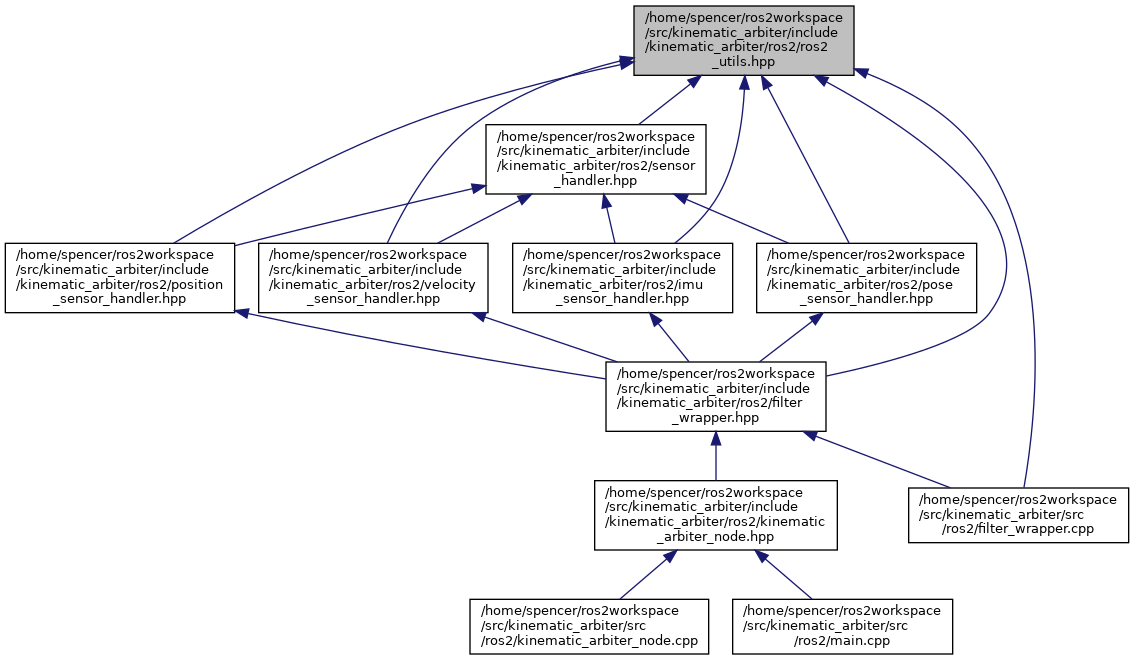 /home/spencer/ros2workspace
/src/kinematic_arbiter/include
/kinematic_arbiter/ros2/ros2
_utils.hpp
/home/spencer/ros2workspace
/src/kinematic_arbiter/include
/kinematic_arbiter/ros2/sensor
_handler.hpp
/home/spencer/ros2workspace
/src/kinematic_arbiter/include
/kinematic_arbiter/ros2/position
_sensor_handler.hpp
/home/spencer/ros2workspace
/src/kinematic_arbiter/include
/kinematic_arbiter/ros2/velocity
_sensor_handler.hpp
/home/spencer/ros2workspace
/src/kinematic_arbiter/include
/kinematic_arbiter/ros2/imu
_sensor_handler.hpp
/home/spencer/ros2workspace
/src/kinematic_arbiter/include
/kinematic_arbiter/ros2/pose
_sensor_handler.hpp
/home/spencer/ros2workspace
/src/kinematic_arbiter/include
/kinematic_arbiter/ros2/filter
_wrapper.hpp
/home/spencer/ros2workspace
/src/kinematic_arbiter/include
/kinematic_arbiter/ros2/kinematic
_arbiter_node.hpp
/home/spencer/ros2workspace
/src/kinematic_arbiter/src
/ros2/filter_wrapper.cpp
/home/spencer/ros2workspace
/src/kinematic_arbiter/src
/ros2/kinematic_arbiter_node.cpp
/home/spencer/ros2workspace
/src/kinematic_arbiter/src
/ros2/main.cpp